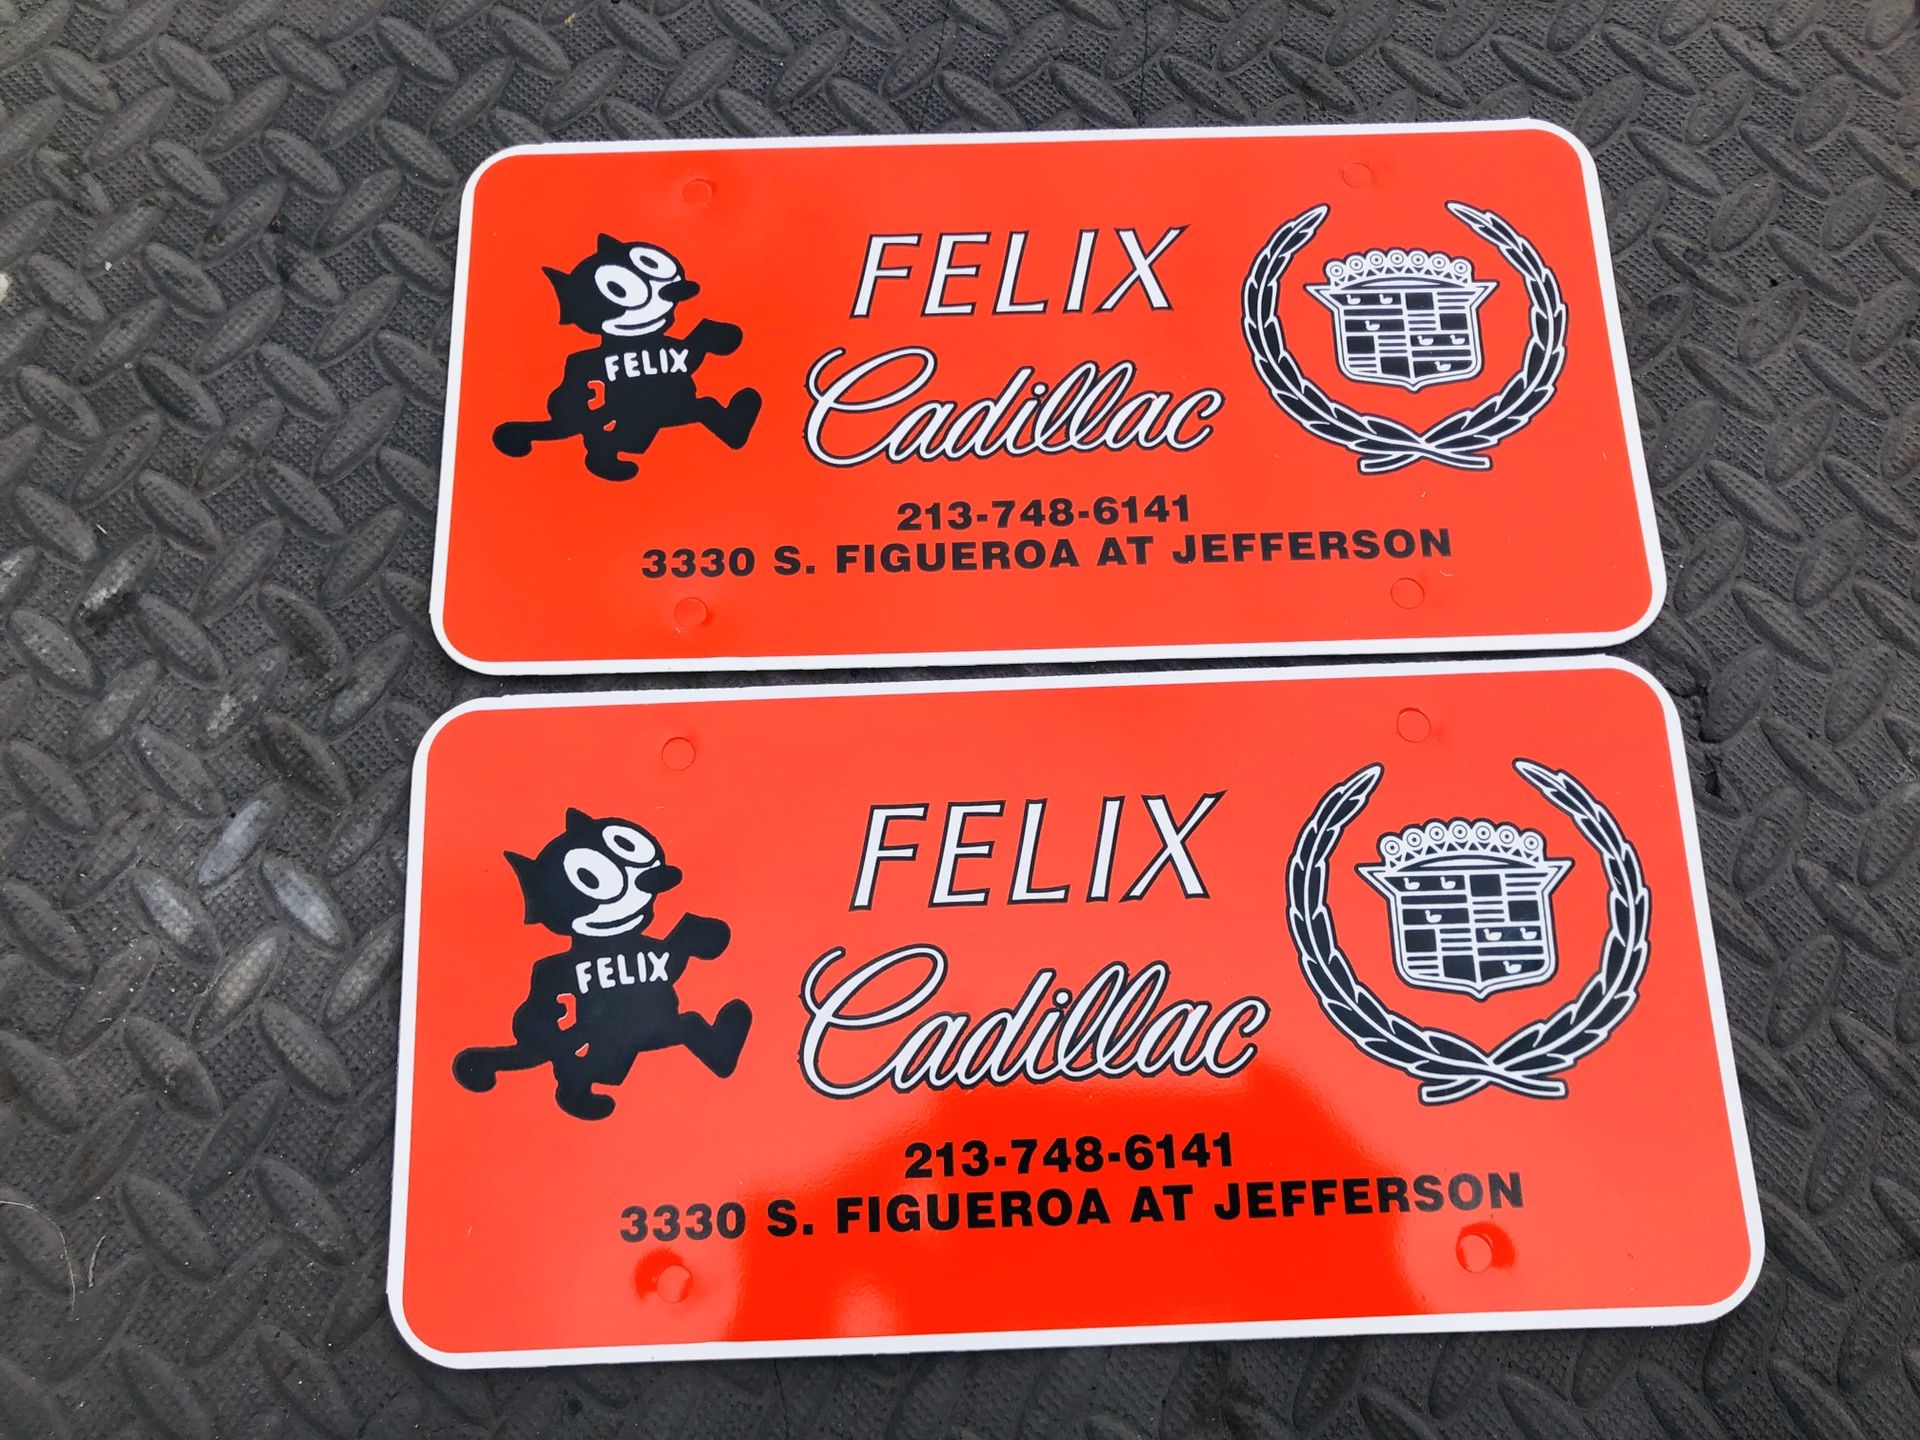 FELIX
FELIX
Cadillac
213-748-6141
3330 S. FIGUEROA AT JEFFERSON
FELIX
FELIX
Cadillac
213-748-6141
3330 S. FIGUEROA AT JEFFERSON